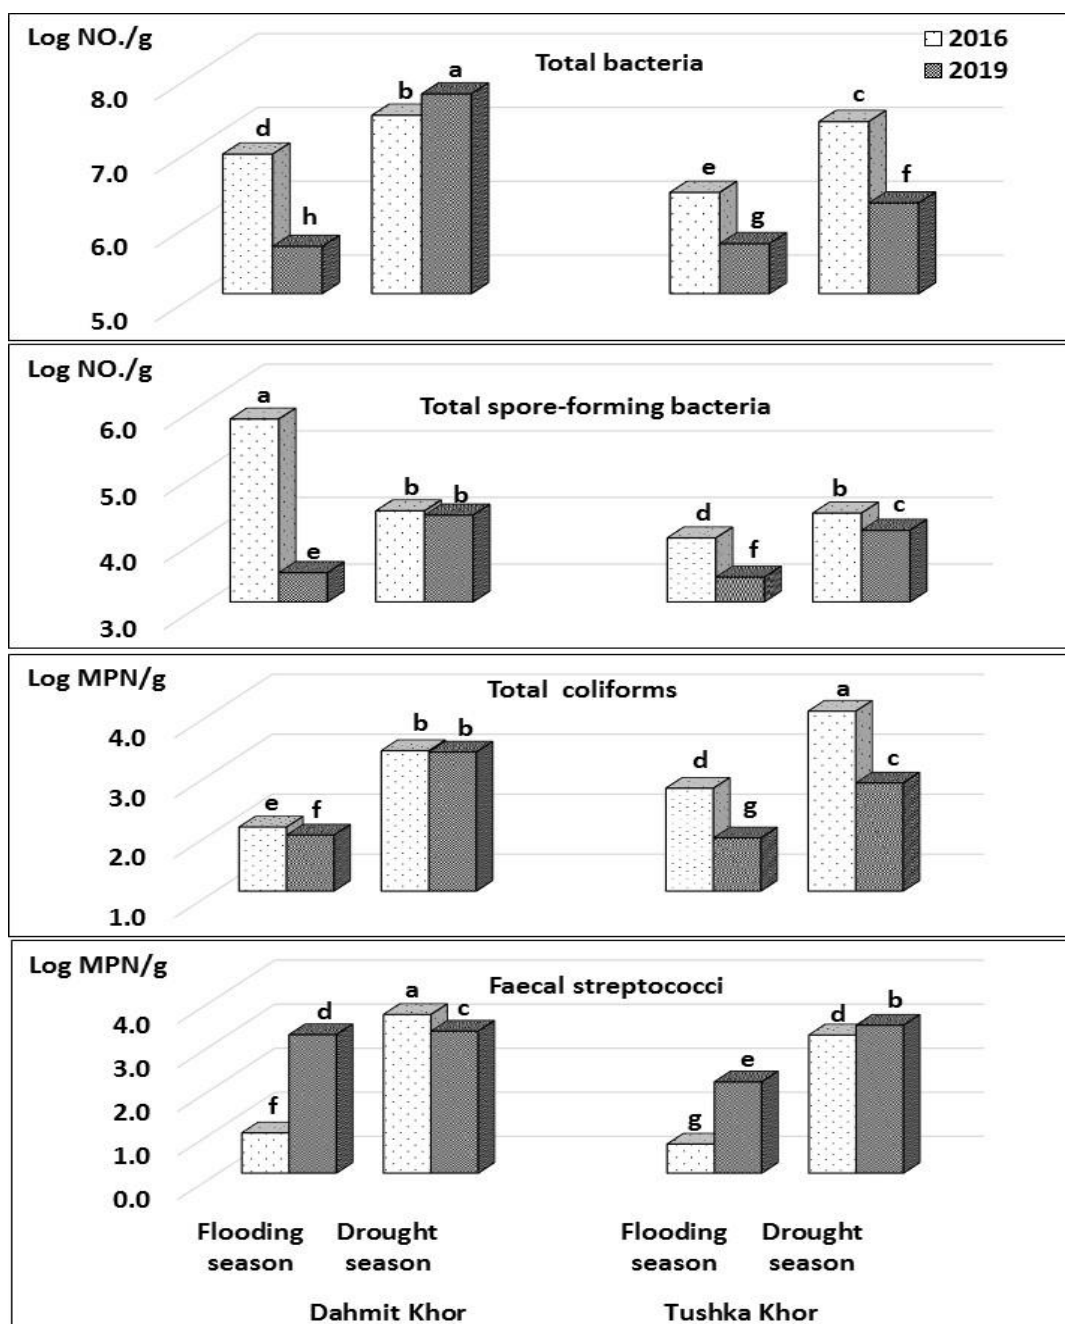 Log NO./g
Total bacteria
2016
2019
8.0
7.0
6.0
5.0
d
h
b
a
e
g
c
f
Log NO./g
Total spore-forming bacteria
6.0
5.0
4.0
3.0
a
e
b
b
d
f
b
c
Log MPN/g
Total coliforms
4.0
3.0
2.0
1.0
e
f
b
b
d
g
a
c
Log MPN/g
Faecal streptococci
4.0
3.0
2.0
1.0
0.0
f
d
a
c
g
e
d
b
Flooding season
Drought season
Flooding season
Drought season
Dahmit Khor
Tushka Khor